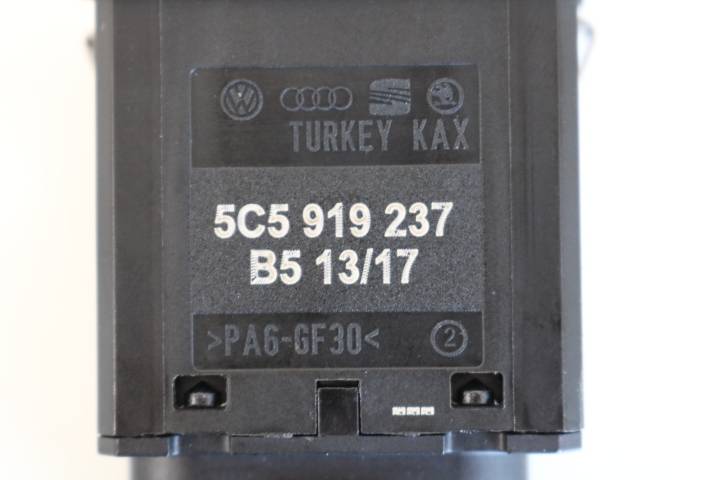 TURKEY KAX
5C5 919 237
B5 13/17
>PA6-GF30< 2